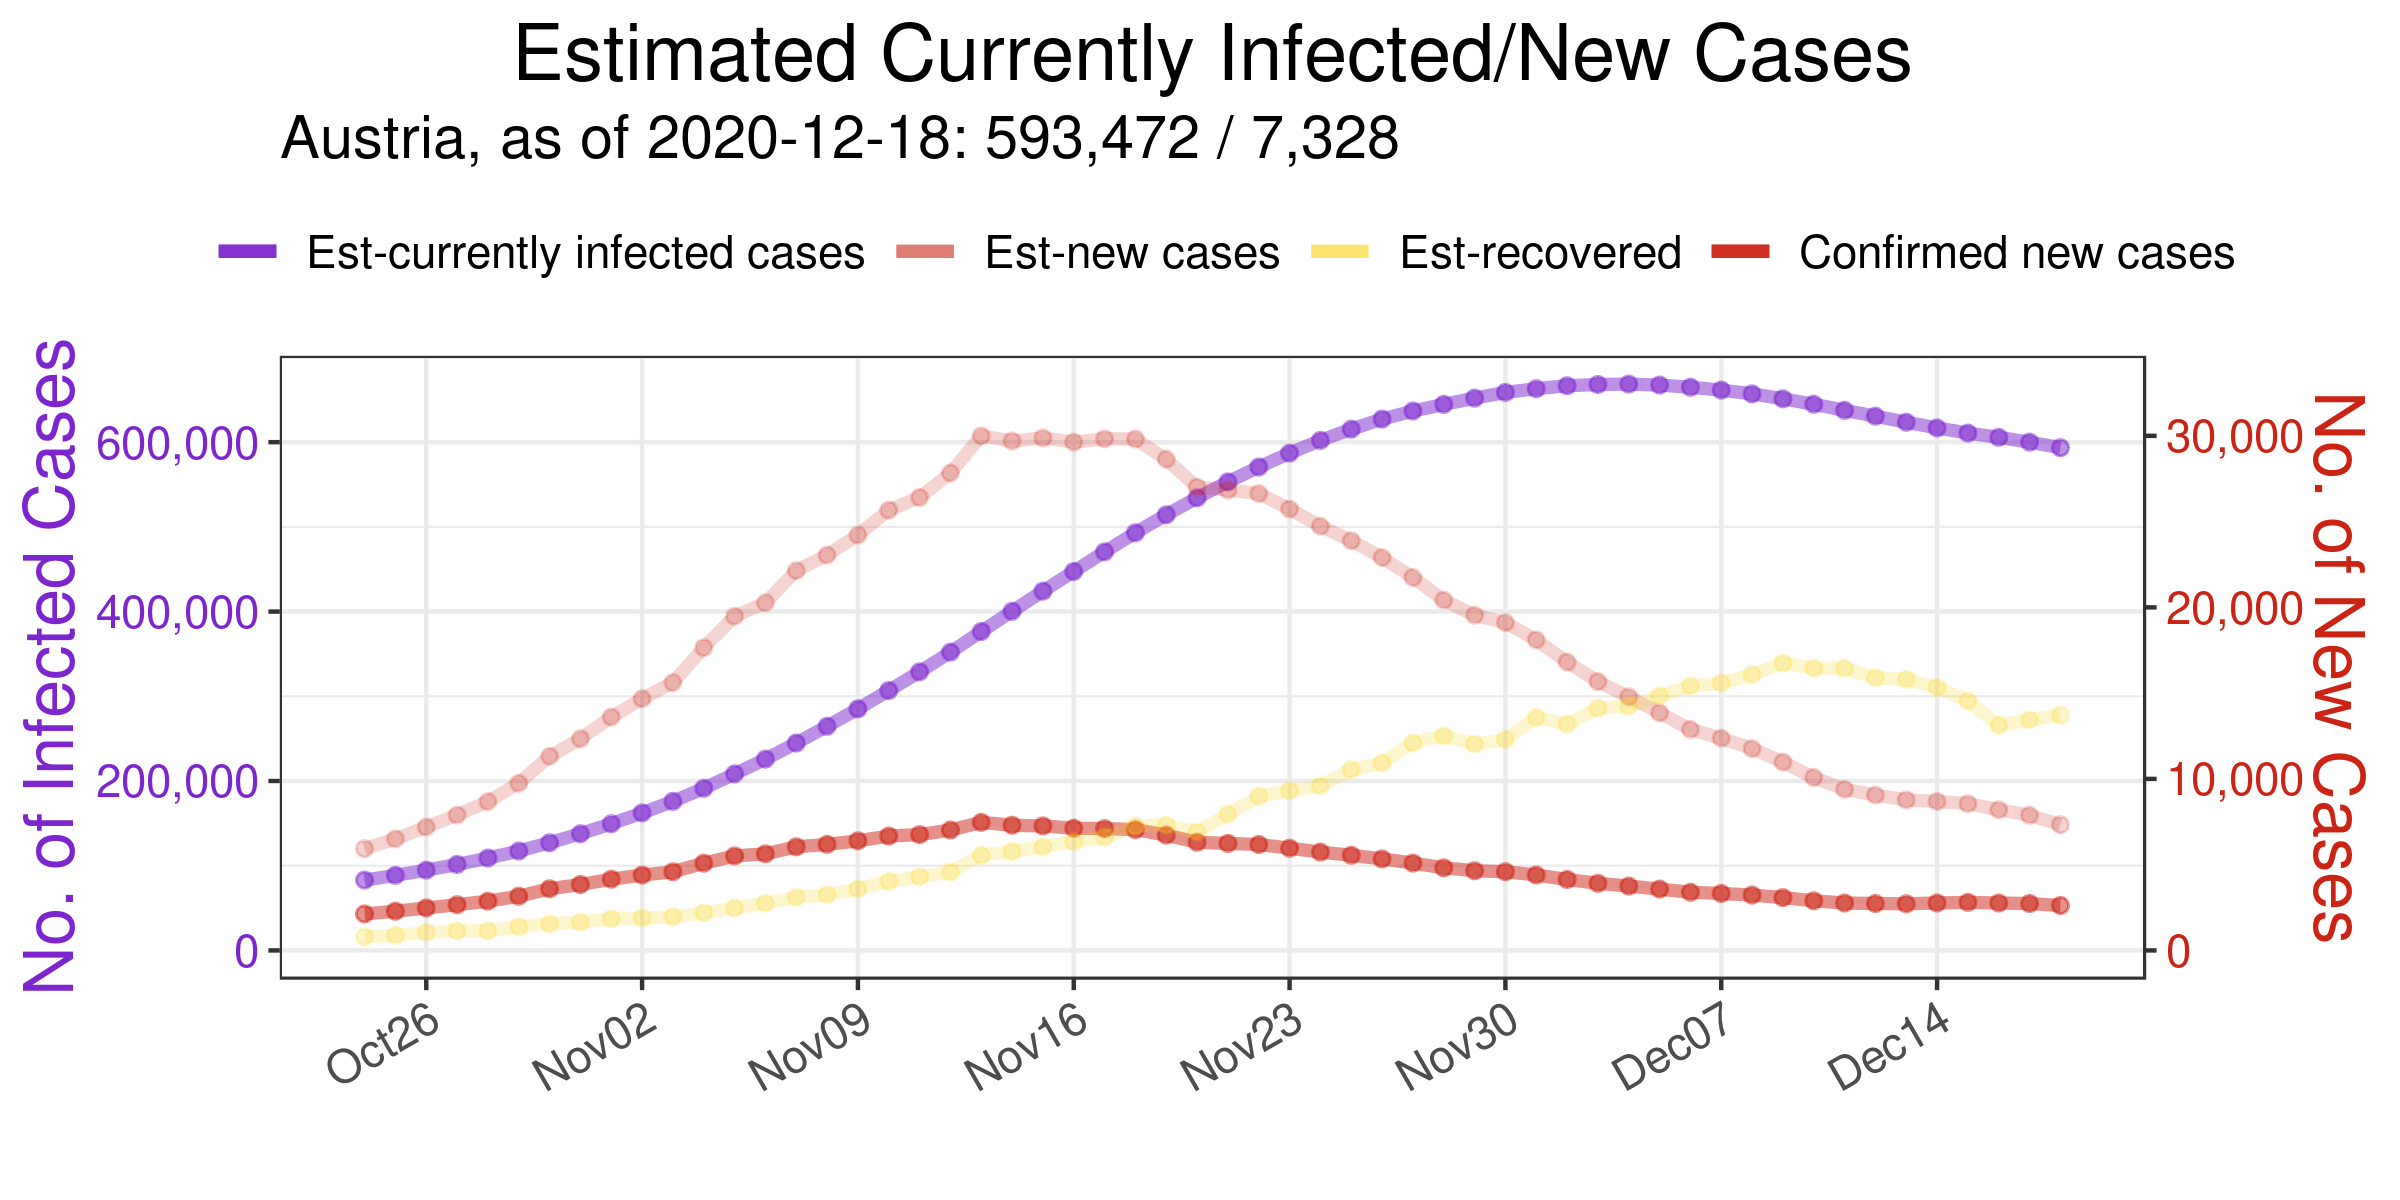 Estimated Currently Infected/New Cases
Austria, as of 2020-12-18: 593,472 / 7,328
Est-currently infected cases Est-new cases Est-recovered Confirmed new cases
No. of Infected Cases
600,000
400,000
200,000
0
30,000
20,000
10,000
0
No. of New Cases
Oct26 Nov02 Nov09 Nov16 Nov23 Nov30 Dec07 Dec14